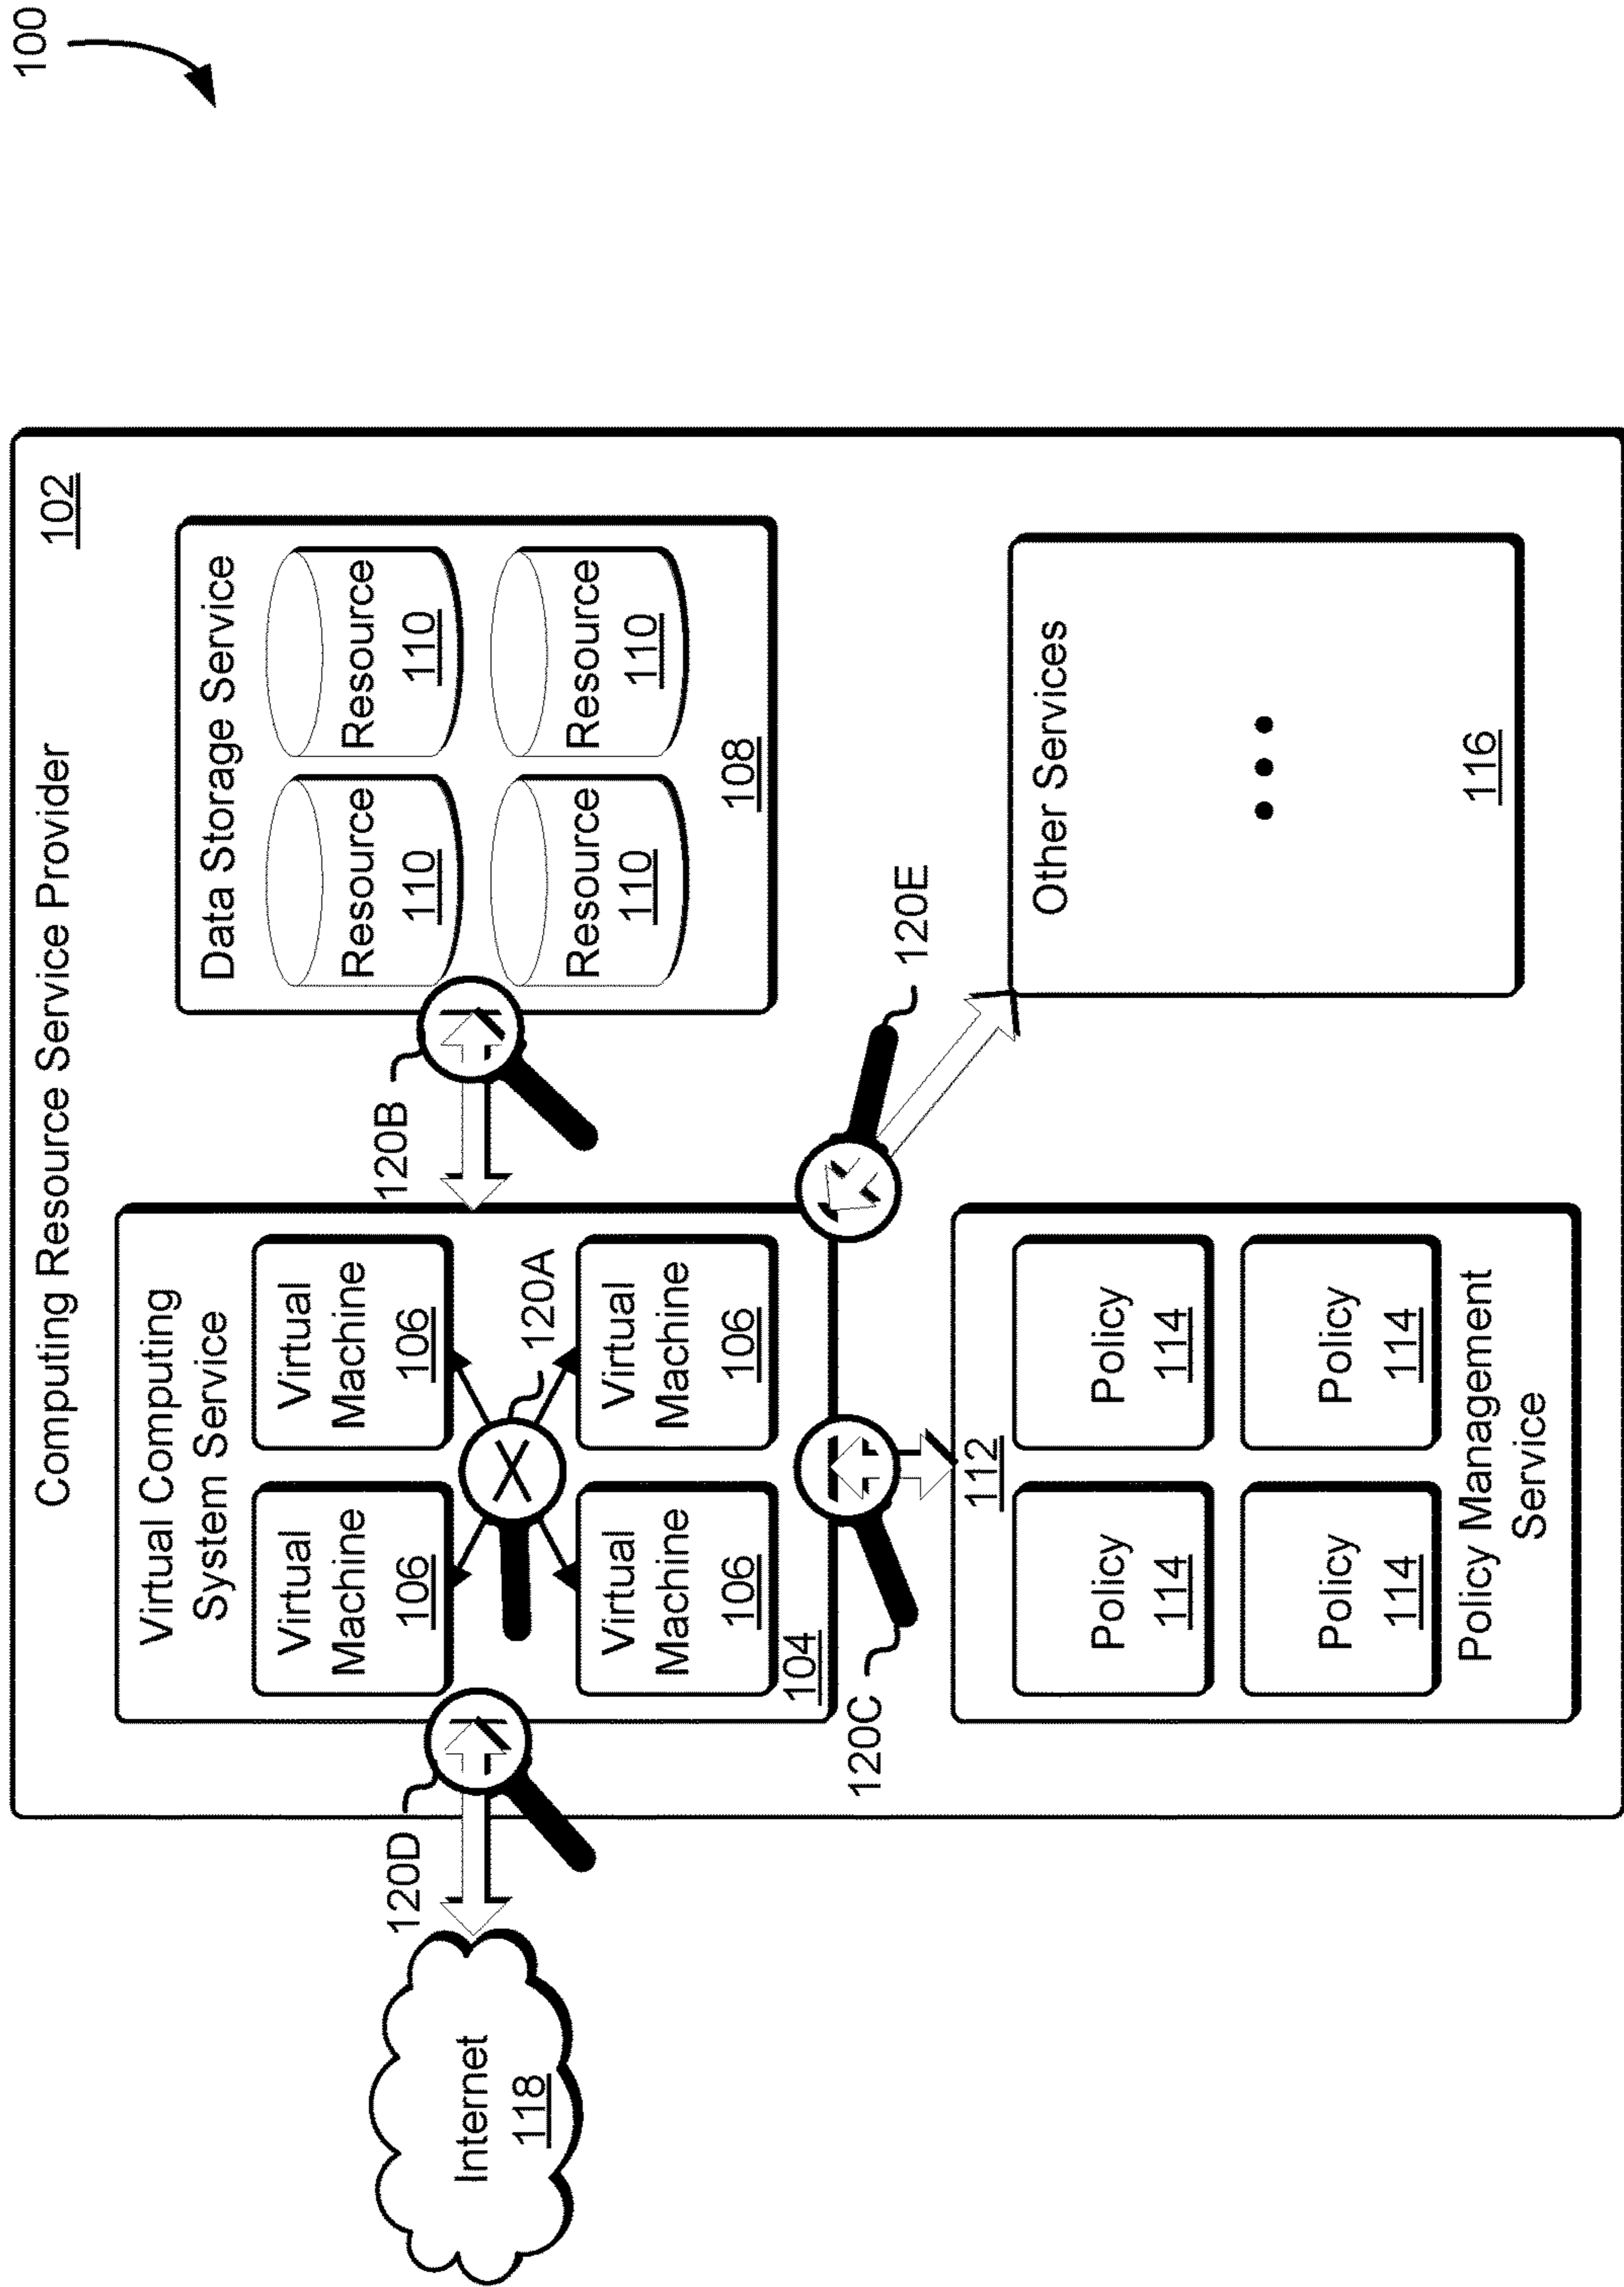 100
Computing Resource Service Provider
102
Virtual Computing
System Service
Virtual
Machine
106
Virtual
Machine
106
120A
Virtual
Machine
106
Virtual
Machine
106
104
120B
Data Storage Service
Resource
110
Resource
110
Resource
110
Resource
110
108
120D
Internet
118
120C
120E
112
Policy
114
Policy
114
Policy
114
Policy
114
Policy Management
Service
Other Services
116